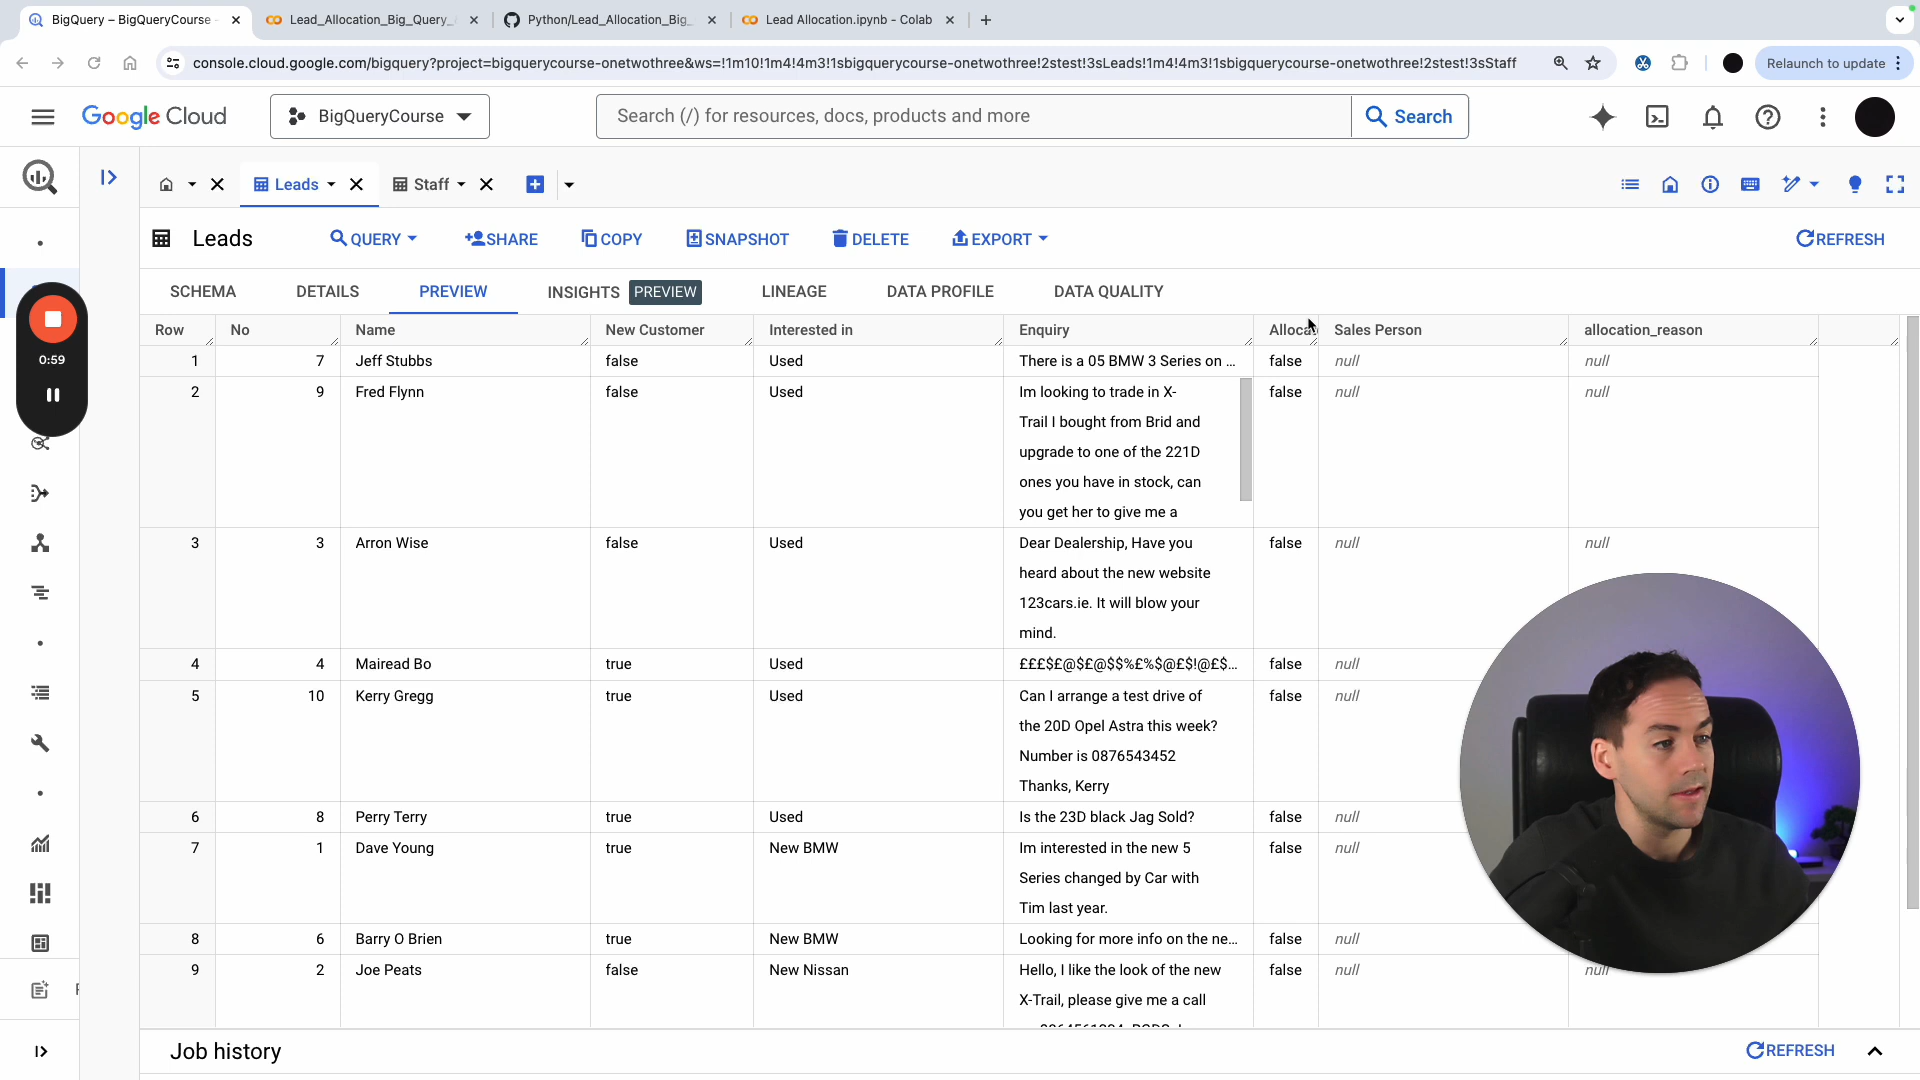 BigQuery – BigQueryCourse
Lead_Allocation_Big_Query_
Python/Lead_Allocation_Big_
Lead Allocation.ipynb - Colab
console.cloud.google.com/bigquery?project=bigquerycourse-onetwothree&ws=!1m10!1m4!4m3!1sbigquerycourse-onetwothree!2stest!3sLeads!1m4!4m3!1sbigquerycourse-onetwothree!2stest!3sStaff
Relaunch to update
Google Cloud
BigQueryCourse
Search (/) for resources, docs, products and more
Search
Leads
Staff
Leads
QUERY
SHARE
COPY
SNAPSHOT
DELETE
EXPORT
REFRESH
SCHEMA
DETAILS
PREVIEW
INSIGHTS PREVIEW
LINEAGE
DATA PROFILE
DATA QUALITY
0:59
Row No Name New Customer Interested in Enquiry Sales Person allocation_reason
1 7 Jeff Stubbs false Used There is a 05 BMW 3 Series on ... false null null
2 9 Fred Flynn false Used Im looking to trade in X- false null null
Trail I bought from Brid and
upgrade to one of the 221D
ones you have in stock, can
you get her to give me a
3 3 Arron Wise false Used Dear Dealership, Have you false null null
heard about the new website
123cars.ie. It will blow your
mind.
4 4 Mairead Bo true Used £££$£@$£@$$%£%$@£$!@£$... false null
5 10 Kerry Gregg true Used Can I arrange a test drive of false null
the 20D Opel Astra this week?
Number is 0876543452
Thanks, Kerry
6 8 Perry Terry true Used Is the 23D black Jag Sold? false null
7 1 Dave Young true New BMW Im interested in the new 5 false null
Series changed by Car with
Tim last year.
8 6 Barry O Brien true New BMW Looking for more info on the ne... false null
9 2 Joe Peats false New Nissan Hello, I like the look of the new false null null
X-Trail, please give me a call
Job history
REFRESH